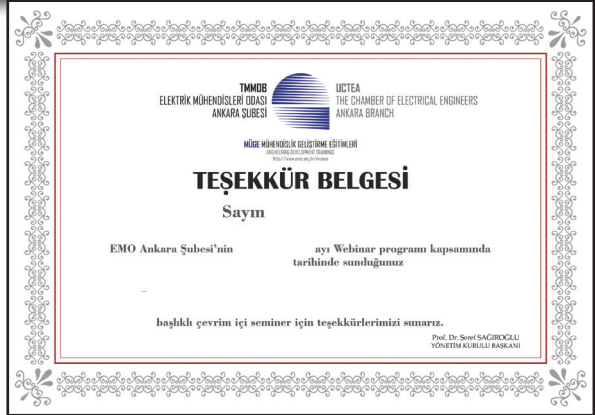 TMMOB
ELEKTRİK MÜHENDİSLERİ ODASI
ANKARA ŞUBESİ
UCTEA
THE CHAMBER OF ELECTRICAL ENGINEERS
ANKARA BRANCH
MÜGE MÜHENDİSLİK GELİŞTİRME EĞİTİMLERİ
ENGINEERING DEVELOPMENT TRAININGS
TEŞEKKÜR BELGESİ
Sayın
EMO Ankara Şubesi'nin ayı Webinar programı kapsamında
tarihinde sunduğunuz
başlıklı çevrim içi seminer için teşekkürlerimizi sunarız.
Prof. Dr. Şeref SAĞIROĞLU
YÖNETİM KURULU BAŞKANI